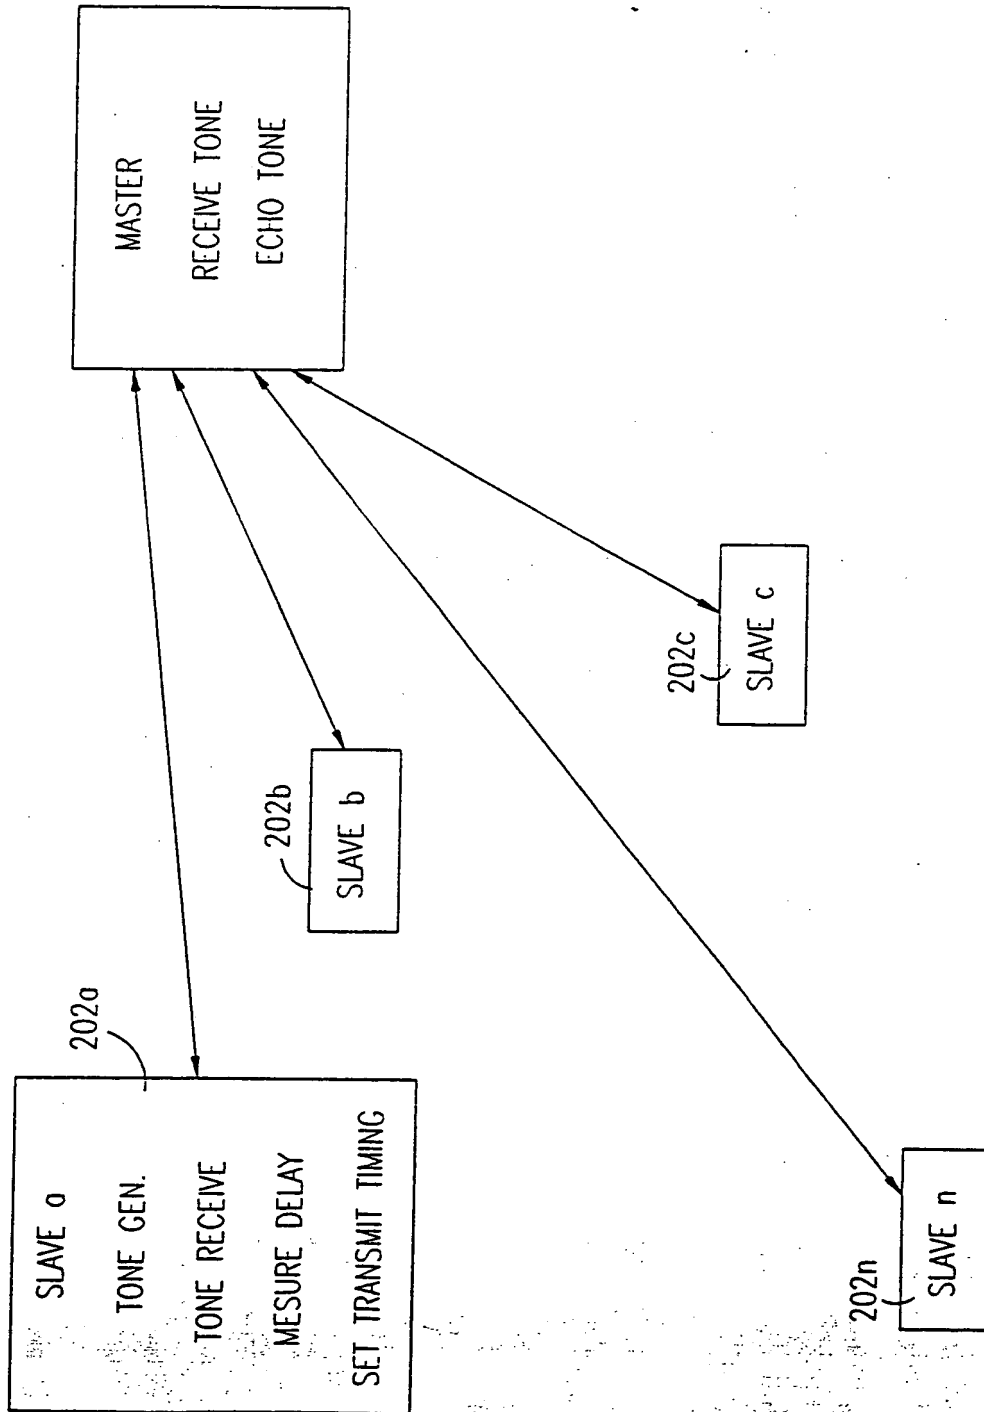 MASTER
RECEIVE TONE
ECHO TONE
202a
SLAVE a
TONE GEN.
TONE RECEIVE
MESURE DELAY
SET TRANSMIT TIMING
202b
SLAVE b
202c
SLAVE c
202n
SLAVE n